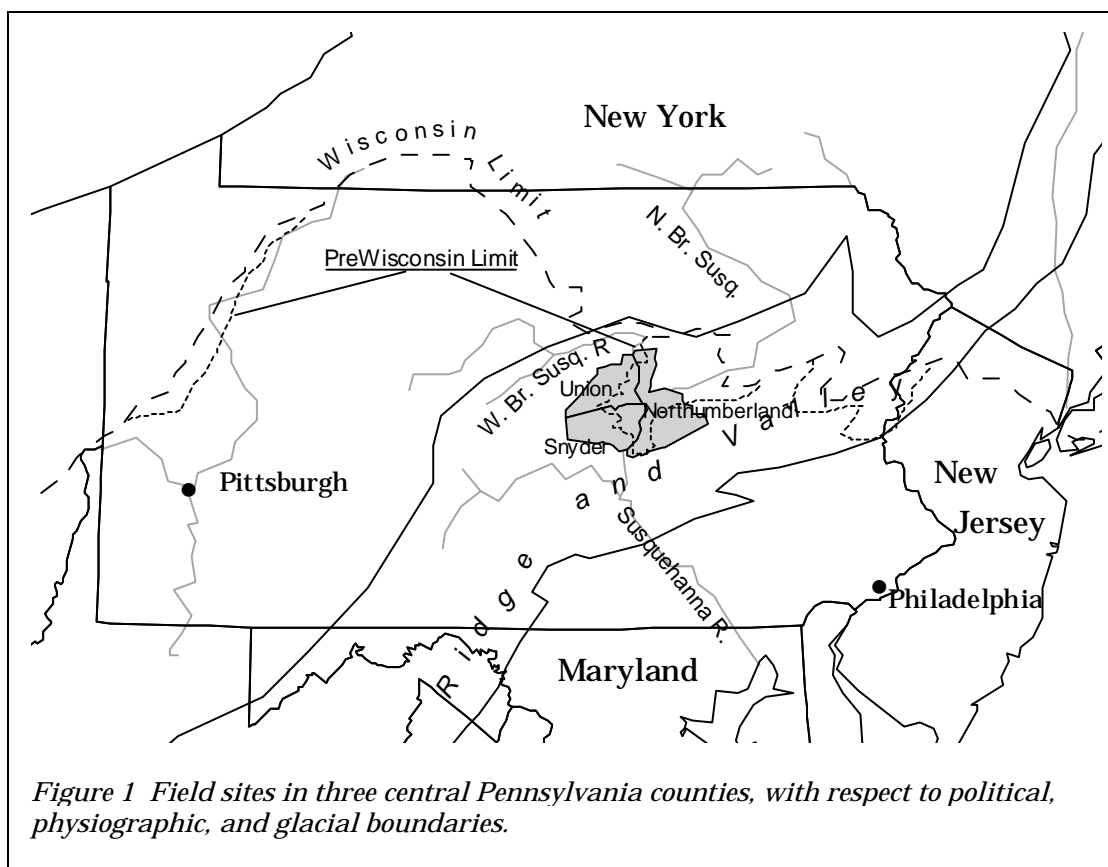 New York
Wisconsin Limit
N. Br. Susq.
PreWisconsin Limit
W. Br. Susq. R
Union
Northumberland
Snyder
Ridge and Valley
Pittsburgh
New
Jersey
Susquehanna R.
Philadelphia
Maryland
Figure 1 Field sites in three central Pennsylvania counties, with respect to political,
physiographic, and glacial boundaries.